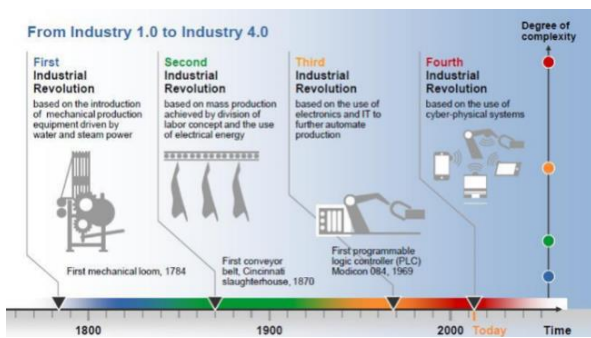 From Industry 1.0 to Industry 4.0
Degree of
complexity
First
Industrial
Revolution
based on the introduction
of mechanical production
equipment driven by
water and steam power
Second
Industrial
Revolution
based on mass production
achieved by division of
labor concept and the use
of electrical energy
Third
Industrial
Revolution
based on the use of
electronics and IT to
further automate
production
Fourth
Industrial
Revolution
based on the use of
cyber-physical systems
First mechanical loom, 1784
First conveyor
belt, Cincinnati
slaughterhouse, 1870
First programmable
logic controller (PLC)
Modicon 084, 1969
1800
1900
2000
Today
Time